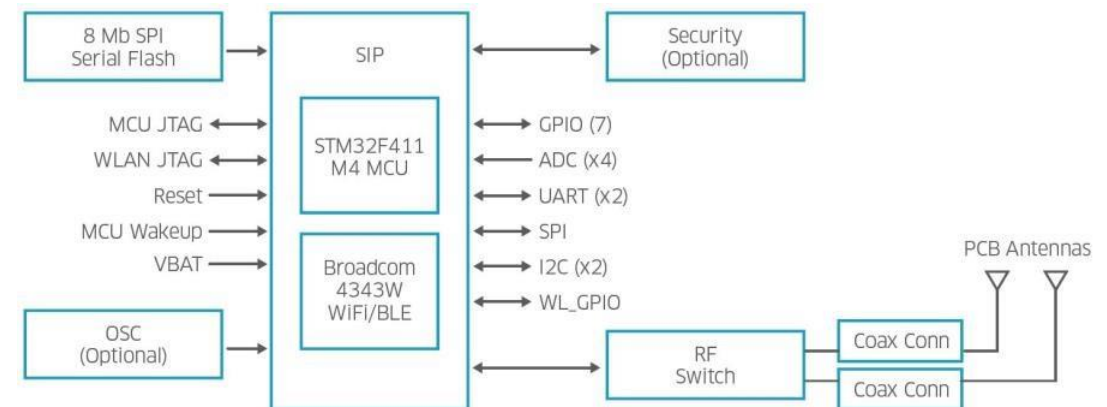 8 Mb SPI
Serial Flash
SIP
Security
(Optional)
MCU JTAG
WLAN JTAG
Reset
MCU Wakeup
VBAT
STM32F411
M4 MCU
GPIO (7)
ADC (x4)
UART (x2)
SPI
I2C (x2)
WL_GPIO
Broadcom
4343W
WiFi/BLE
PCB Antennas
OSC
(Optional)
RF
Switch
Coax Conn
Coax Conn